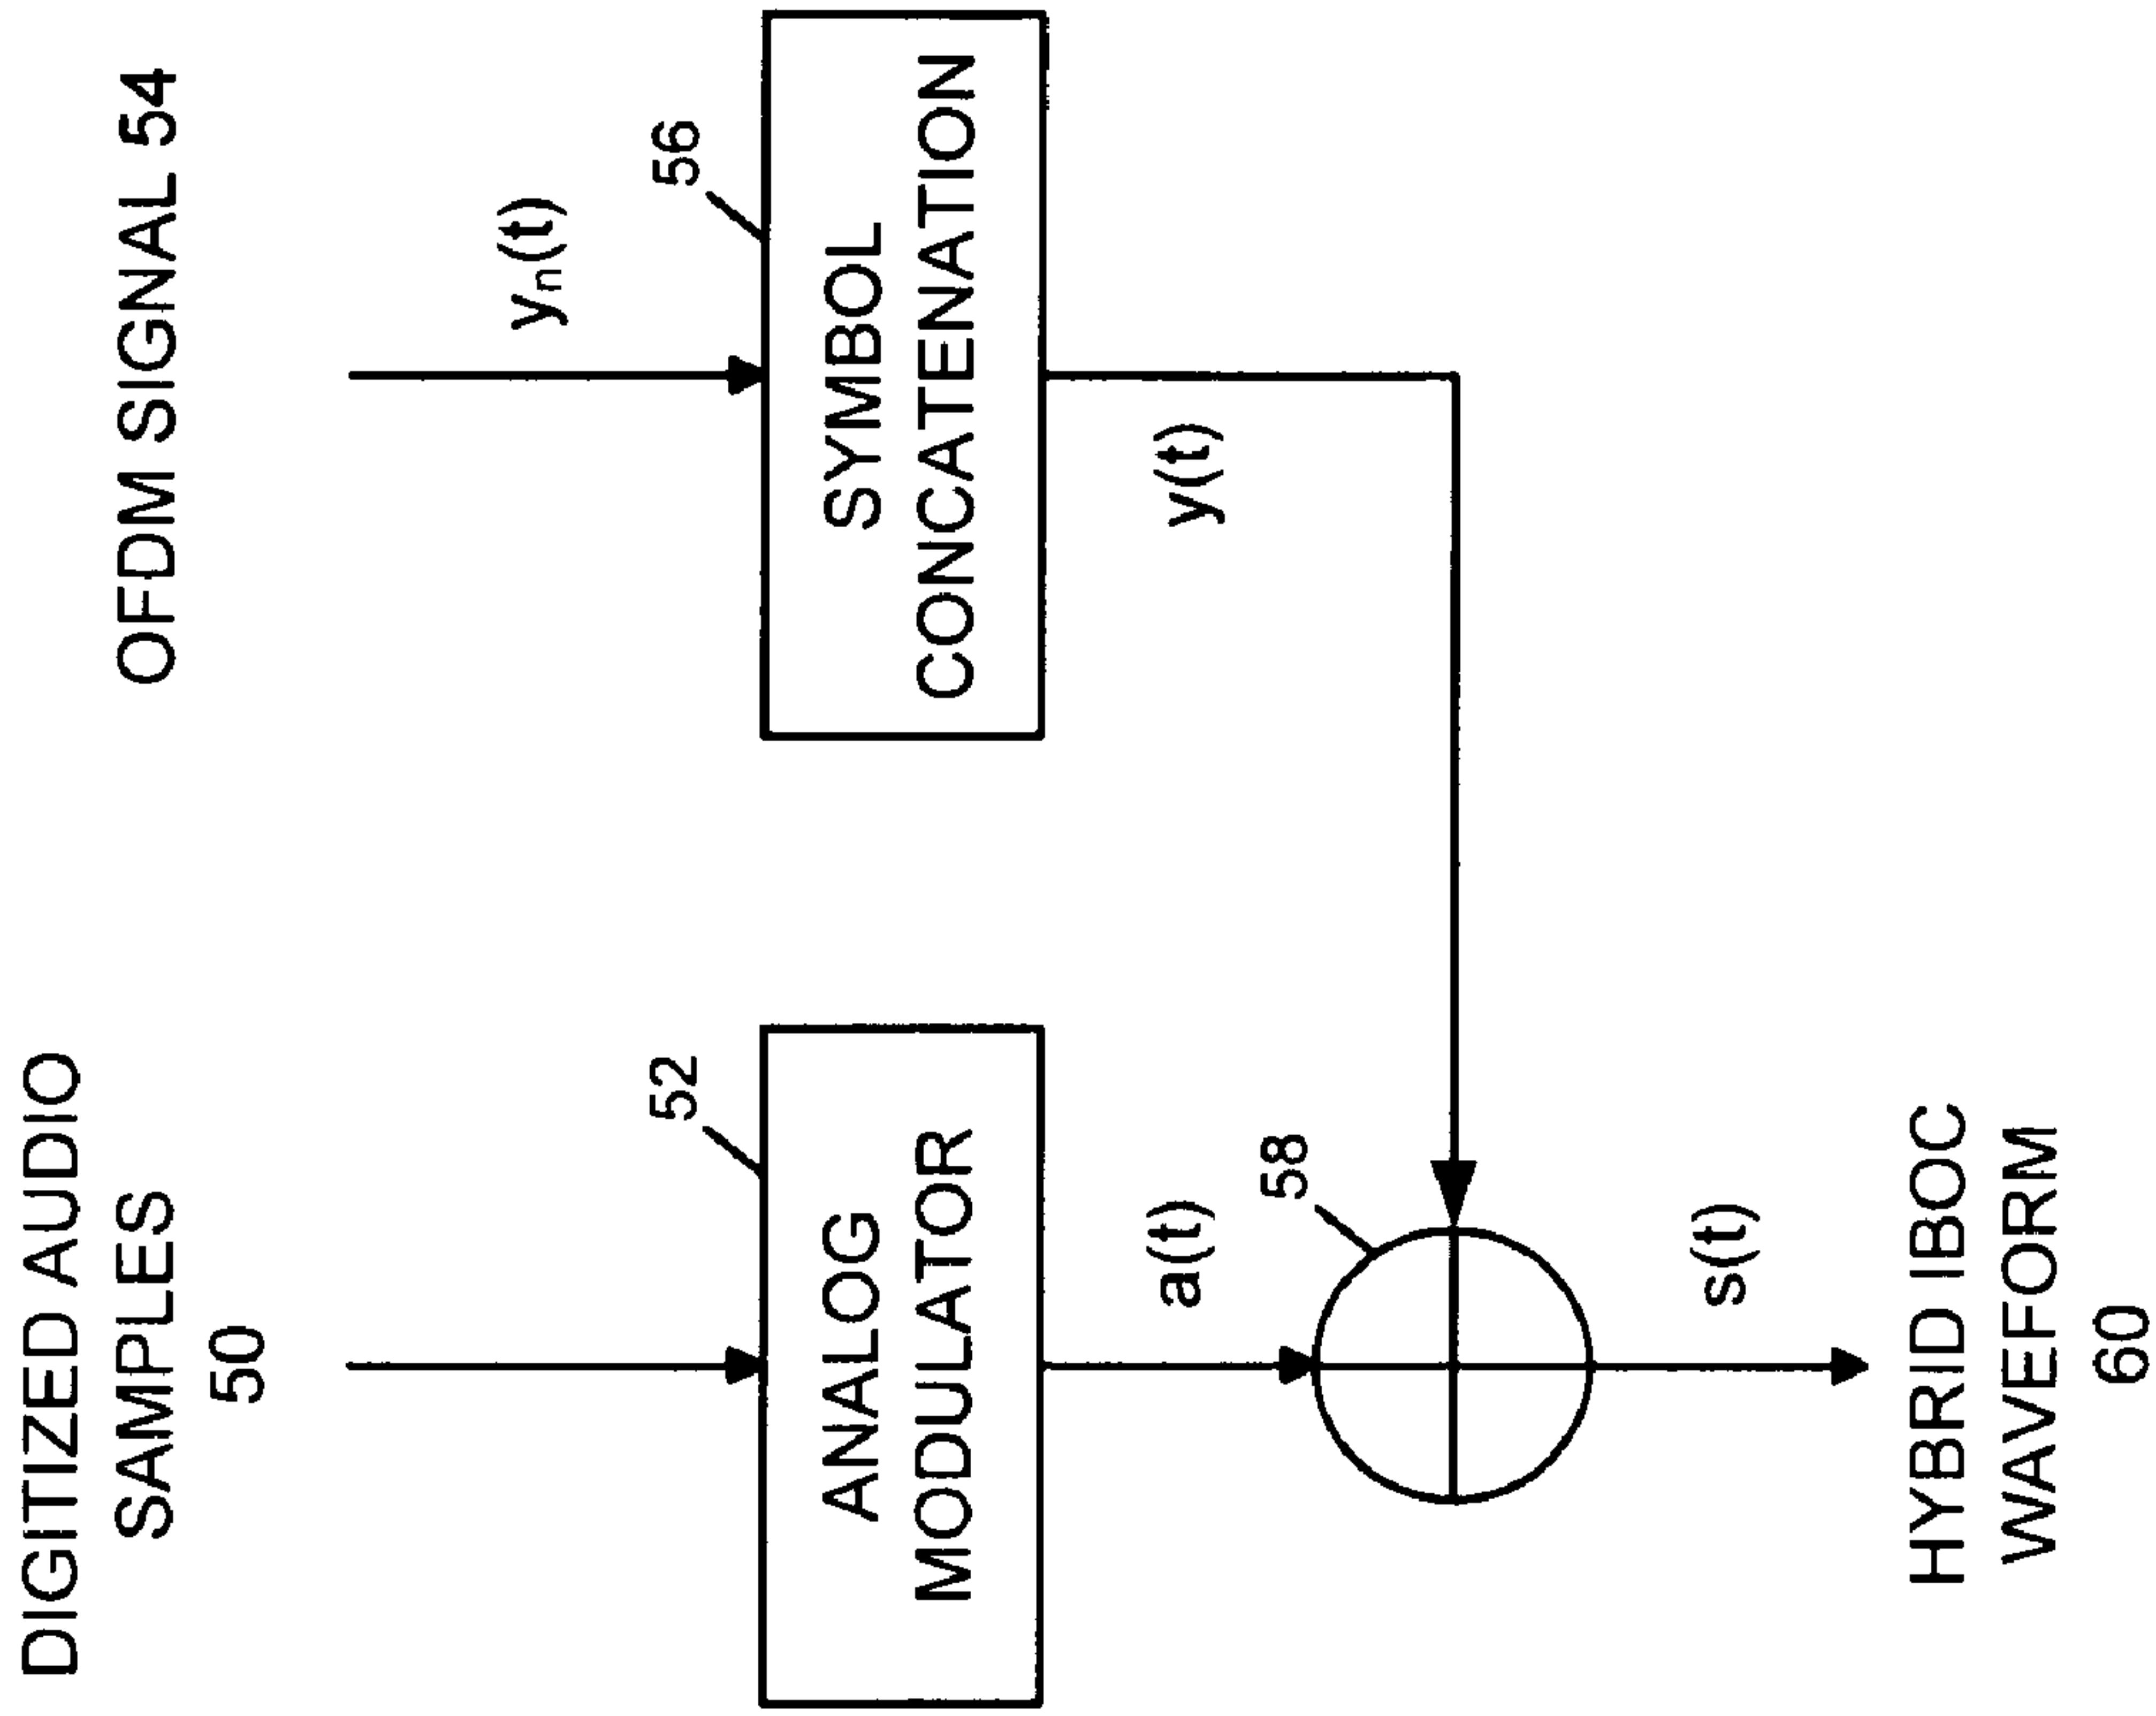 DIGITIZED AUDIO
SAMPLES
50
OFDM SIGNAL 54
yn(t)
52
56
ANALOG
MODULATOR
SYMBOL
CONCATENATION
a(t)
y(t)
58
s(t)
HYBRID IBOC
WAVEFORM
60